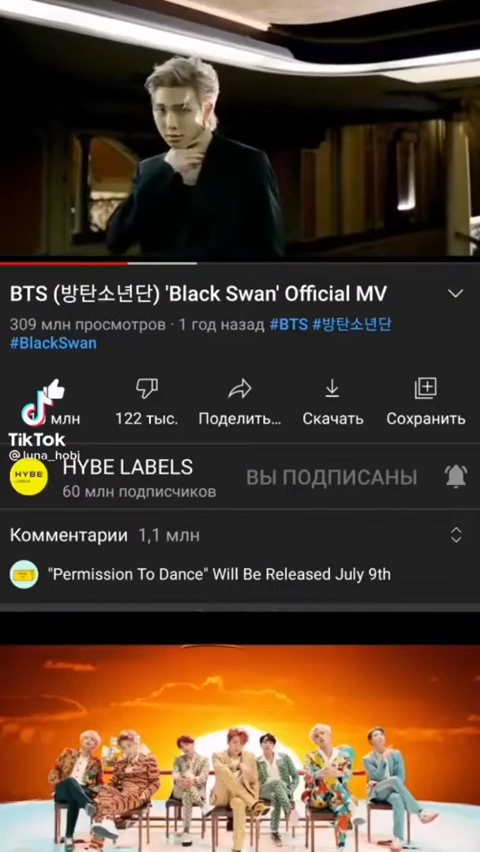 BTS (방탄소년단) 'Black Swan' Official MV
309 млн просмотров · 1 год назад #BTS #방탄소년단
#BlackSwan
млн
122 тыс.
Поделить...
Скачать
Сохранить
TikTok
@luna_hobi
HYBE
LABELS
HYBE LABELS
60 млн подписчиков
ВЫ ПОДПИСАНЫ
Комментарии 1,1 млн
"Permission To Dance" Will Be Released July 9th